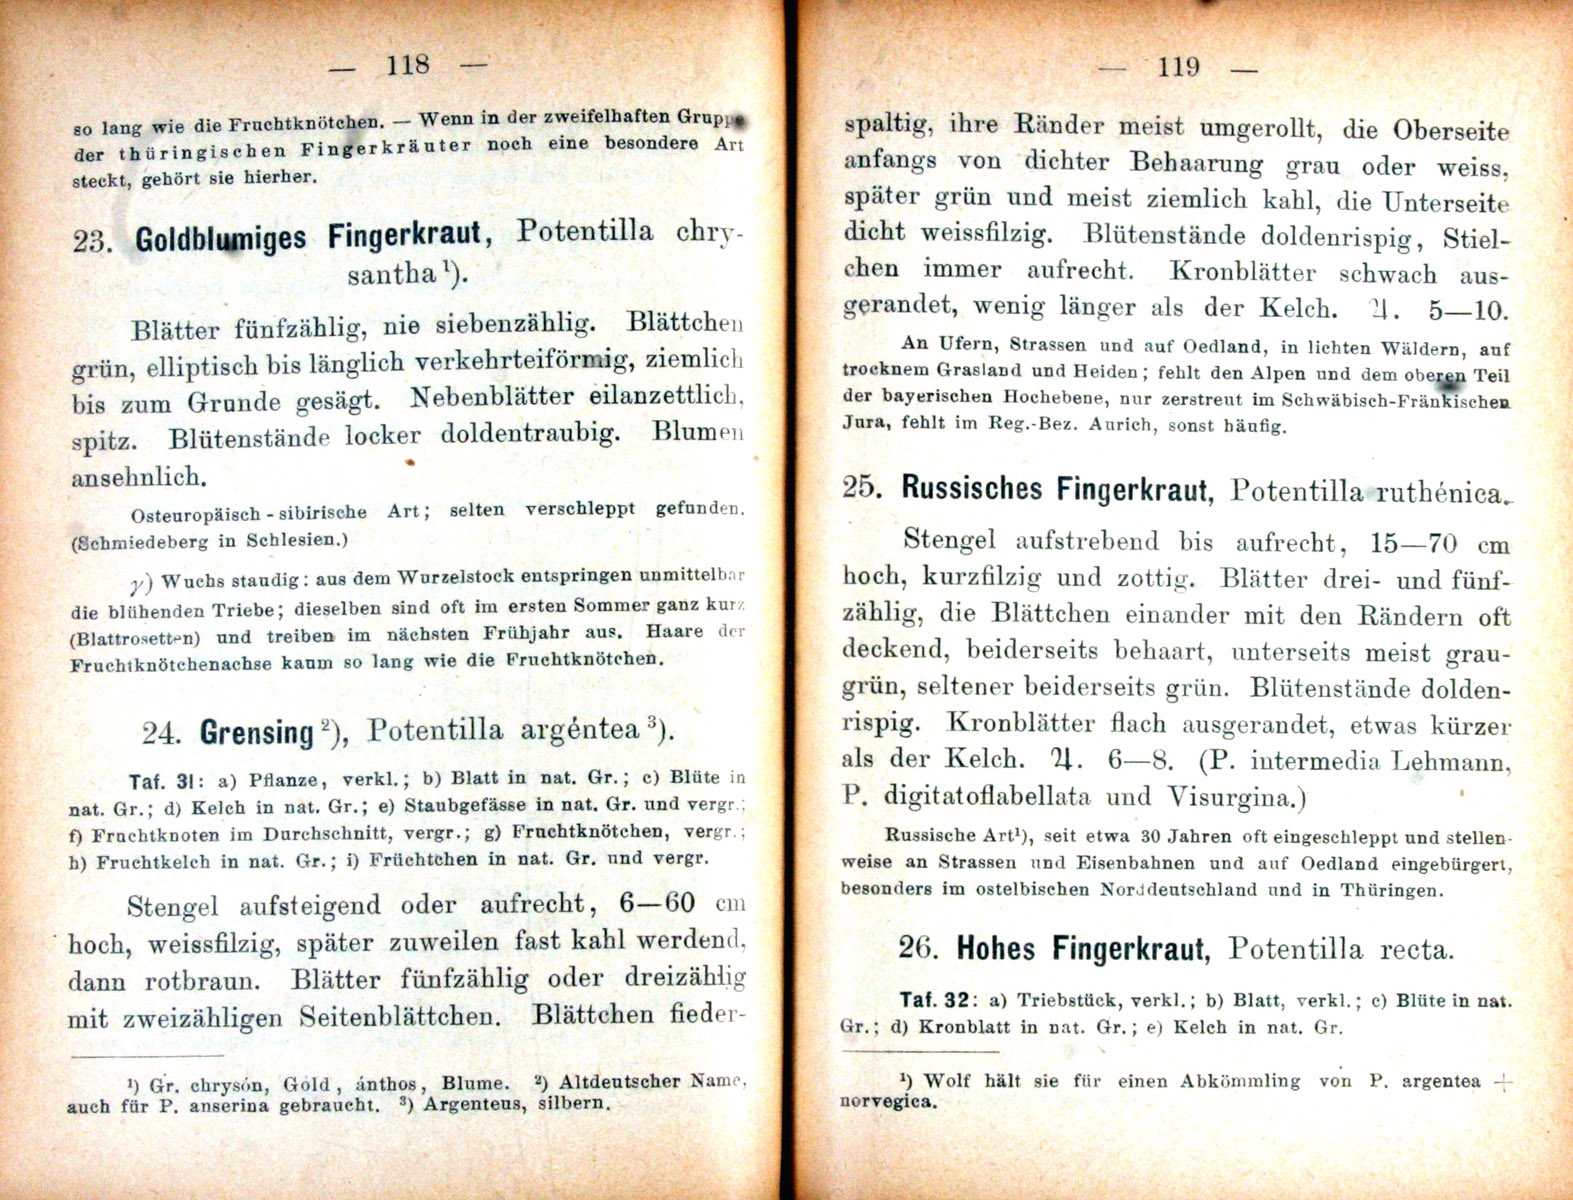 — 118 —
so lang wie die Fruchtknötchen. — Wenn in der zweifelhaften Gruppe
der thüringischen Fingerkräuter noch eine besondere Art
steckt, gehört sie hierher.
23. Goldblumiges Fingerkraut, Potentilla chry-
santha ¹).
Blätter fünfzählig, nie siebenzählig. Blättchen
grün, elliptisch bis länglich verkehrteiförmig, ziemlich
bis zum Grunde gesägt. Nebenblätter eilanzettlich,
spitz. Blütenstände locker doldentraubig. Blumen
ansehnlich.
Osteuropäisch-sibirische Art; selten verschleppt gefunden.
(Schmiedeberg in Schlesien.)
γ) Wuchs staudig: aus dem Wurzelstock entspringen unmittelbar
die blühenden Triebe; dieselben sind oft im ersten Sommer ganz kurz
(Blattrosetten) und treiben im nächsten Frühjahr aus. Haare der
Fruchtknötchenachse kaum so lang wie die Fruchtknötchen.
24. Grensing ²), Potentilla argéntea ³).
Taf. 31: a) Pflanze, verkl.; b) Blatt in nat. Gr.; c) Blüte in
nat. Gr.; d) Kelch in nat. Gr.; e) Staubgefässe in nat. Gr. und vergr.;
f) Fruchtknoten im Durchschnitt, vergr.; g) Fruchtknötchen, vergr.;
h) Fruchtkelch in nat. Gr.; i) Früchtchen in nat. Gr. und vergr.
Stengel aufsteigend oder aufrecht, 6—60 cm
hoch, weissfilzig, später zuweilen fast kahl werdend,
dann rotbraun. Blätter fünfzählig oder dreizählig
mit zweizähligen Seitenblättchen. Blättchen fieder-
¹) Gr. chrysón, Gold, ánthos, Blume. ²) Altdeutscher Name,
auch für P. anserina gebraucht. ³) Argenteus, silbern.
— 119 —
spaltig, ihre Ränder meist umgerollt, die Oberseite
anfangs von dichter Behaarung grau oder weiss,
später grün und meist ziemlich kahl, die Unterseite
dicht weissfilzig. Blütenstände doldenrispig, Stiel-
chen immer aufrecht. Kronblätter schwach aus-
gerandet, wenig länger als der Kelch. ♃. 5—10.
An Ufern, Strassen und auf Oedland, in lichten Wäldern, auf
trocknem Grasland und Heiden; fehlt den Alpen und dem oberen Teil
der bayerischen Hochebene, nur zerstreut im Schwäbisch-Fränkischen
Jura, fehlt im Reg.-Bez. Aurich, sonst häufig.
25. Russisches Fingerkraut, Potentilla ruthénica.
Stengel aufstrebend bis aufrecht, 15—70 cm
hoch, kurzfilzig und zottig. Blätter drei- und fünf-
zählig, die Blättchen einander mit den Rändern oft
deckend, beiderseits behaart, unterseits meist grau-
grün, seltener beiderseits grün. Blütenstände dolden-
rispig. Kronblätter flach ausgerandet, etwas kürzer
als der Kelch. ♃. 6—8. (P. intermedia Lehmann,
P. digitatoflabellata und Visurgina.)
Russische Art¹), seit etwa 30 Jahren oft eingeschleppt und stellen-
weise an Strassen und Eisenbahnen und auf Oedland eingebürgert,
besonders im ostelbischen Norddeutschland und in Thüringen.
26. Hohes Fingerkraut, Potentilla recta.
Taf. 32: a) Triebstück, verkl.; b) Blatt, verkl.; c) Blüte in nat.
Gr.; d) Kronblatt in nat. Gr.; e) Kelch in nat. Gr.
¹) Wolf hält sie für einen Abkömmling von P. argentea +
norvegica.